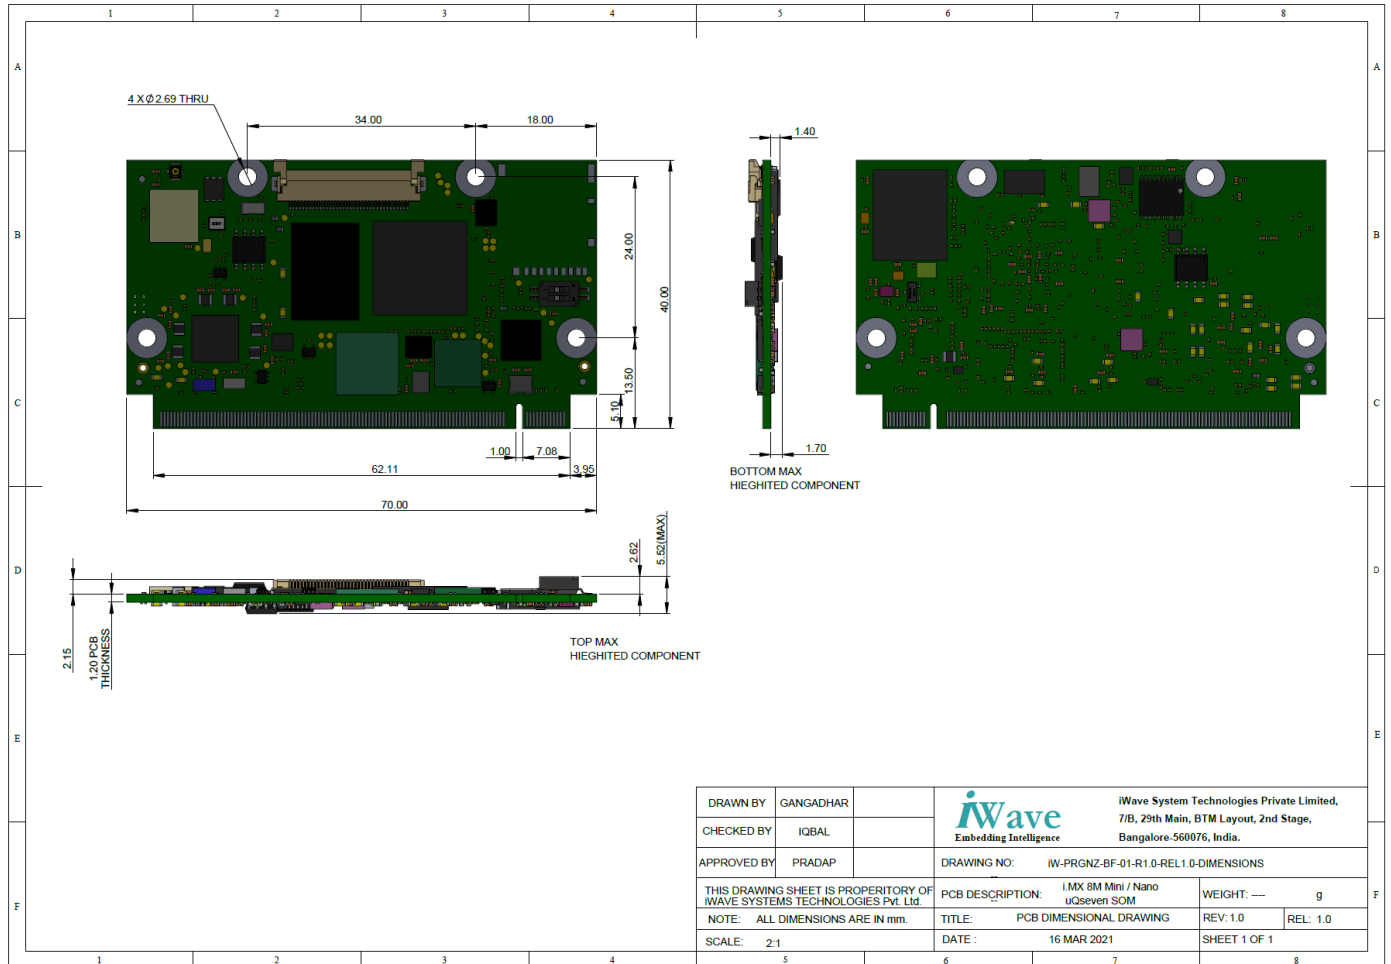 1 2 3 4 5 6 7 8
A A
B B
C C
D D
E E
F F
4 X Ø 2.69 THRU
34.00
18.00
24.00
40.00
13.50
5.10
1.00
7.08
62.11
3.95
70.00
1.40
1.70
BOTTOM MAX
HIEGHITED COMPONENT
2.62
5.52(MAX)
2.15
1.20 PCB
THICKNESS
TOP MAX
HIEGHITED COMPONENT
DRAWN BY GANGADHAR
CHECKED BY IQBAL
APPROVED BY PRADAP
THIS DRAWING SHEET IS PROPERITORY OF
iWAVE SYSTEMS TECHNOLOGIES Pvt. Ltd.
NOTE: ALL DIMENSIONS ARE IN mm.
SCALE: 2:1
iWave
Embedding Intelligence
iWave System Technologies Private Limited,
7/B, 29th Main, BTM Layout, 2nd Stage,
Bangalore-560076, India.
DRAWING NO: iW-PRGNZ-BF-01-R1.0-REL1.0-DIMENSIONS
--
PCB DESCRIPTION: i.MX 8M Mini / Nano
uQseven SOM
--
WEIGHT: ---- g
TITLE: PCB DIMENSIONAL DRAWING
REV: 1.0 REL: 1.0
DATE : 16 MAR 2021
SHEET 1 OF 1
1 2 3 4 5 6 7 8